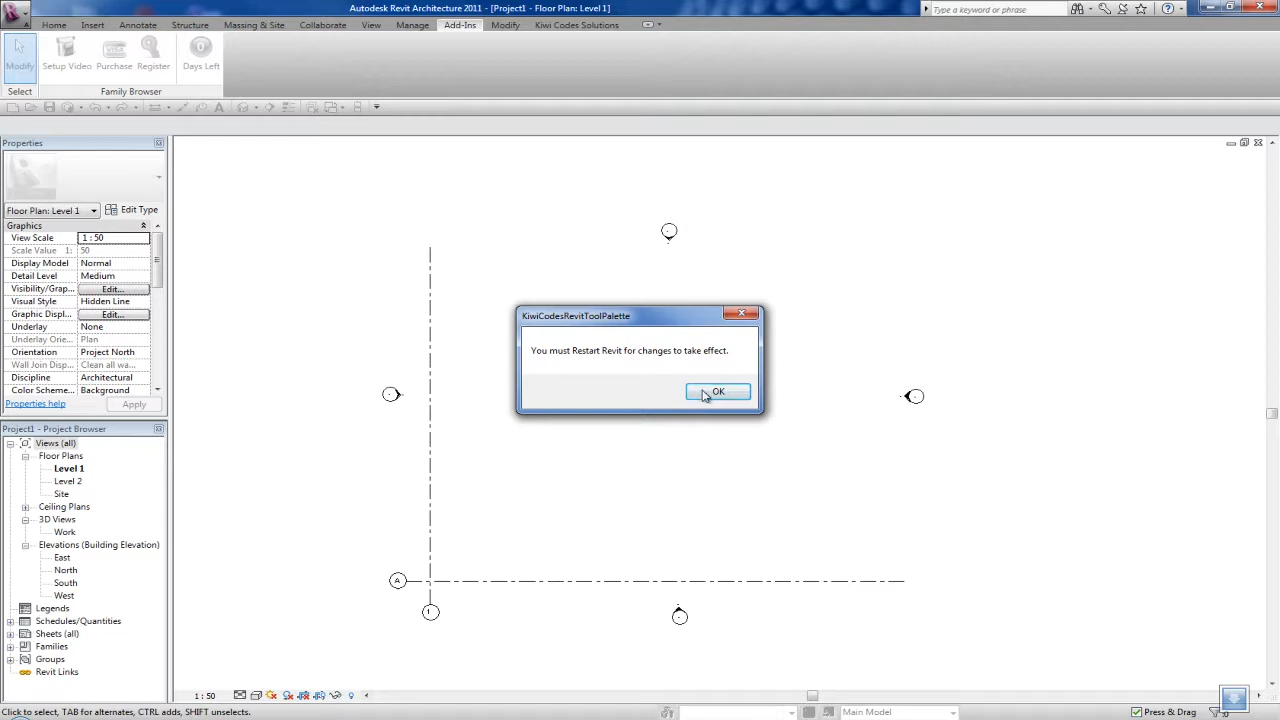 Autodesk Revit Architecture 2011 - [Project1 - Floor Plan: Level 1]
Type a keyword or phrase
Home Insert Annotate Structure Massing & Site Collaborate View Manage Add-Ins Modify Kiwi Codes Solutions
Modify Setup Video Purchase Register Days Left
VISA
0
Select Family Browser
Properties
Floor Plan: Level 1 Edit Type
Graphics
View Scale 1 : 50
Scale Value 1: 50
Display Model Normal
Detail Level Medium
Visibility/Grap... Edit...
Visual Style Hidden Line
Graphic Displ... Edit...
Underlay None
Underlay Orie... Plan
Orientation Project North
Wall Join Disp... Clean all wa...
Discipline Architectural
Color Scheme... Background
Properties help Apply
Project1 - Project Browser
Views (all)
Floor Plans
Level 1
Level 2
Site
Ceiling Plans
3D Views
Work
Elevations (Building Elevation)
East
North
South
West
Legends
Schedules/Quantities
Sheets (all)
Families
Groups
Revit Links
KiwiCodesRevitToolPalette
You must Restart Revit for changes to take effect.
OK
A
1
1 : 50
Click to select, TAB for alternates, CTRL adds, SHIFT unselects.
Main Model
Press & Drag